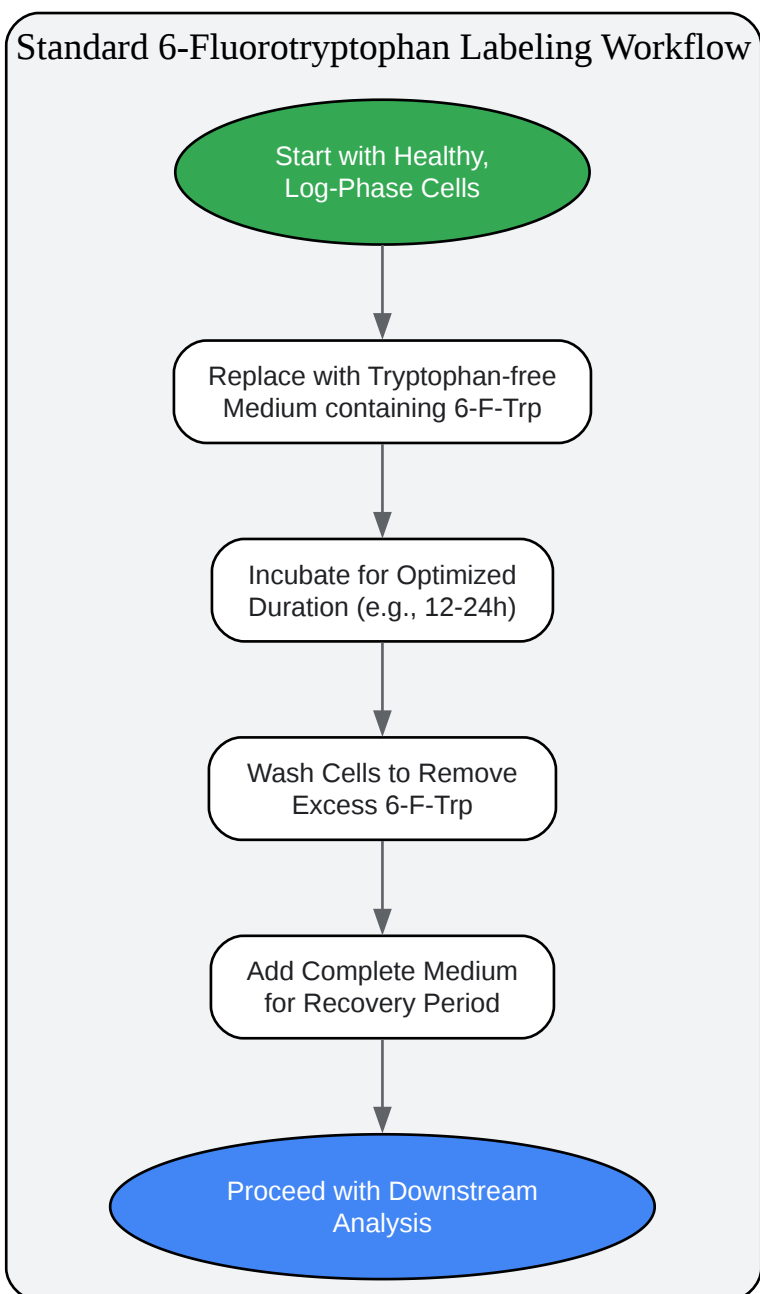 Standard 6-Fluorotryptophan Labeling Workflow
Start with Healthy,
Log-Phase Cells
Replace with Tryptophan-free
Medium containing 6-F-Trp
Incubate for Optimized
Duration (e.g., 12-24h)
Wash Cells to Remove
Excess 6-F-Trp
Add Complete Medium
for Recovery Period
Proceed with Downstream
Analysis